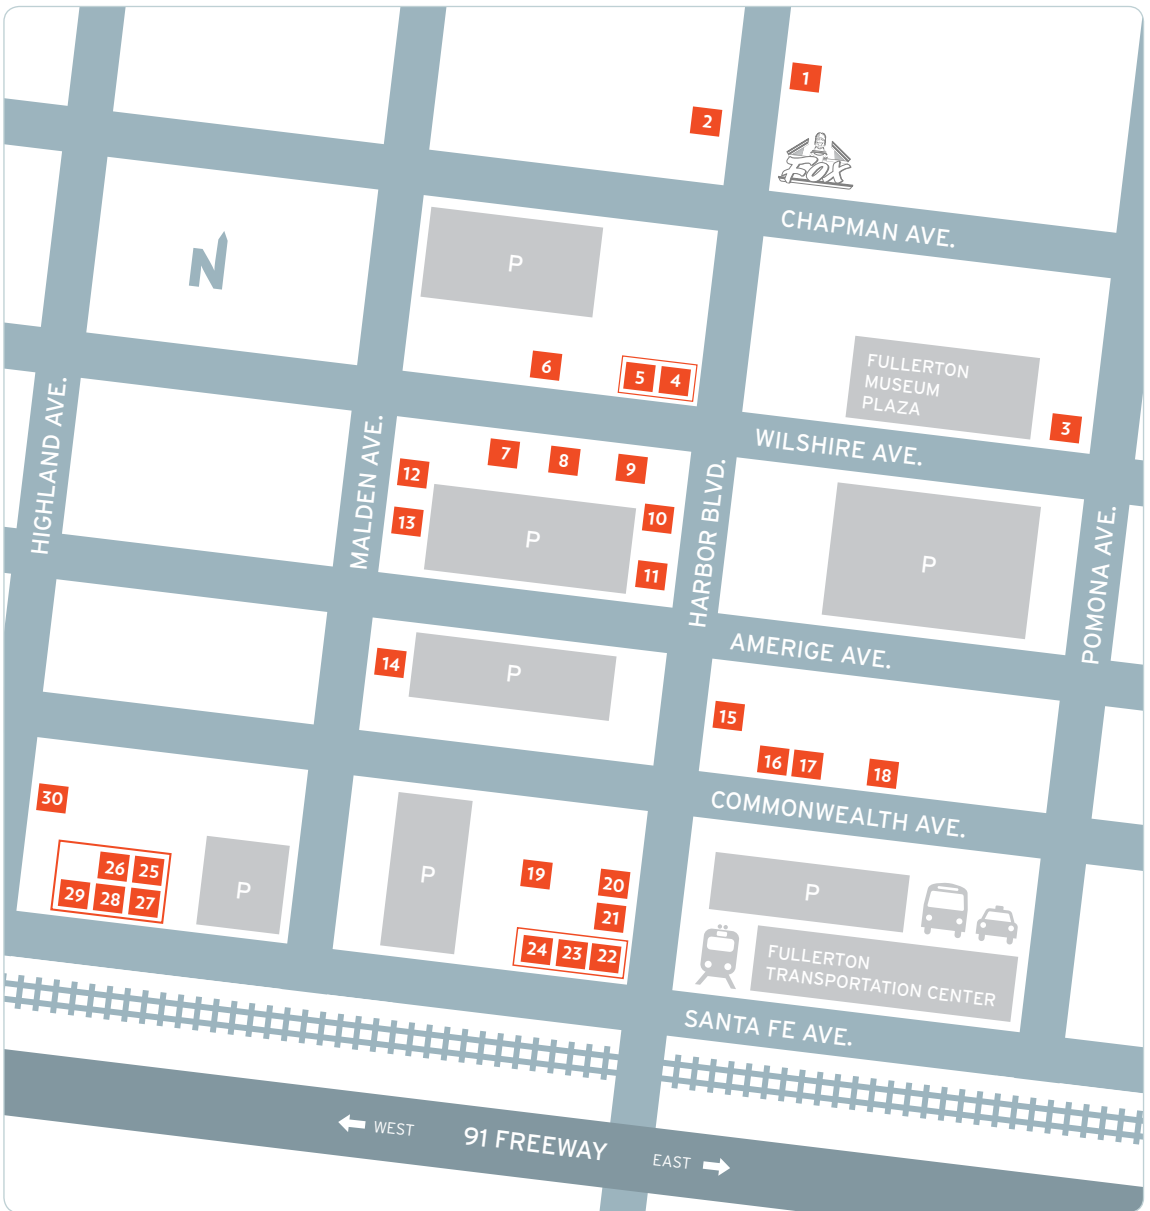 1
2
FOX
CHAPMAN AVE.
N
P
6
5
4
FULLERTON
MUSEUM
PLAZA
3
HIGHLAND AVE.
MALDEN AVE.
HARBOR BLVD.
WILSHIRE AVE.
POMONA AVE.
7
8
9
12
13
P
10
11
P
AMERIGE AVE.
14
P
15
16
17
18
COMMONWEALTH AVE.
30
26
25
29
28
27
P
P
19
20
21
24
23
22
P
FULLERTON
TRANSPORTATION CENTER
SANTA FE AVE.
WEST
91 FREEWAY
EAST